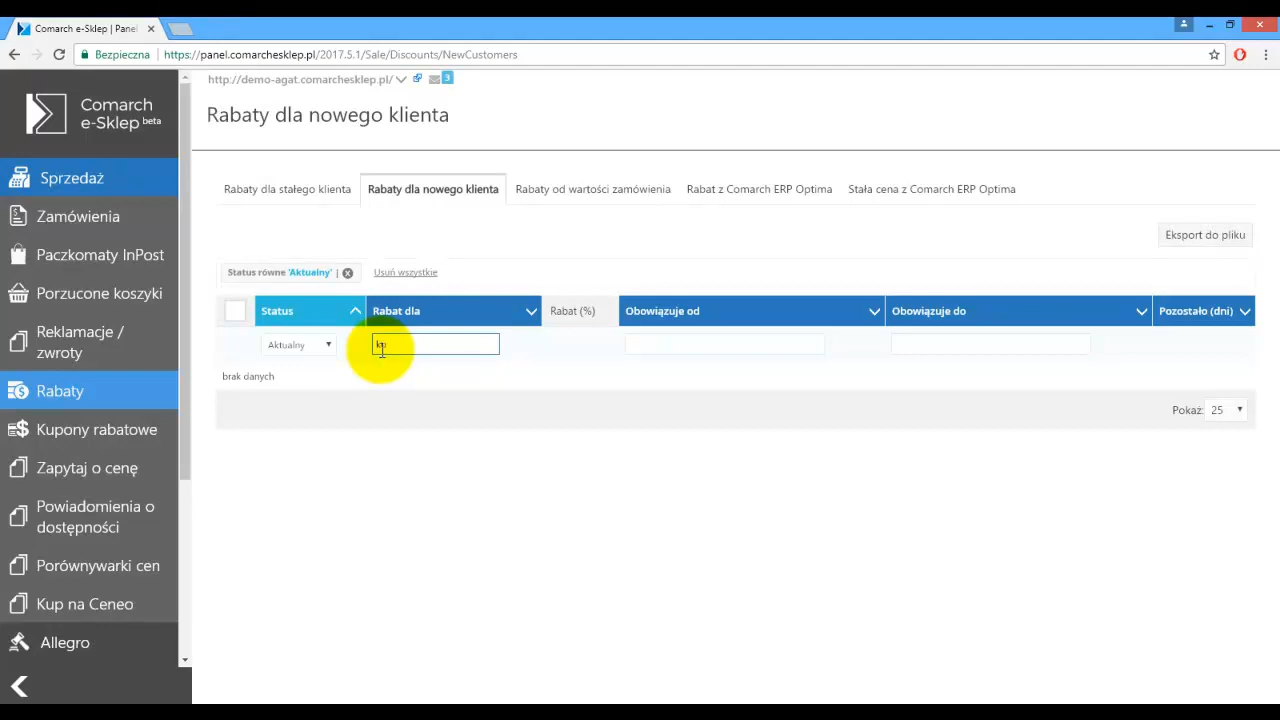 Comarch e-Sklep | Panel
Bezpieczna
https://panel.comarchesklep.pl/2017.5.1/Sale/Discounts/NewCustomers
Comarch
e-Sklep beta
http://demo-agat.comarchesklep.pl/
3
Rabaty dla nowego klienta
Sprzedaż
Zamówienia
Paczkomaty InPost
Porzucone koszyki
Reklamacje /
zwroty
Rabaty
Kupony rabatowe
Zapytaj o cenę
Powiadomienia o
dostępności
Porównywarki cen
Kup na Ceneo
Allegro
Rabaty dla stałego klienta
Rabaty dla nowego klienta
Rabaty od wartości zamówienia
Rabat z Comarch ERP Optima
Stała cena z Comarch ERP Optima
Eksport do pliku
Status równe 'Aktualny' |
Usuń wszystkie
Status
Rabat dla
Rabat (%)
Obowiązuje od
Obowiązuje do
Pozostało (dni)
Aktualny
brak danych
Pokaż: 25